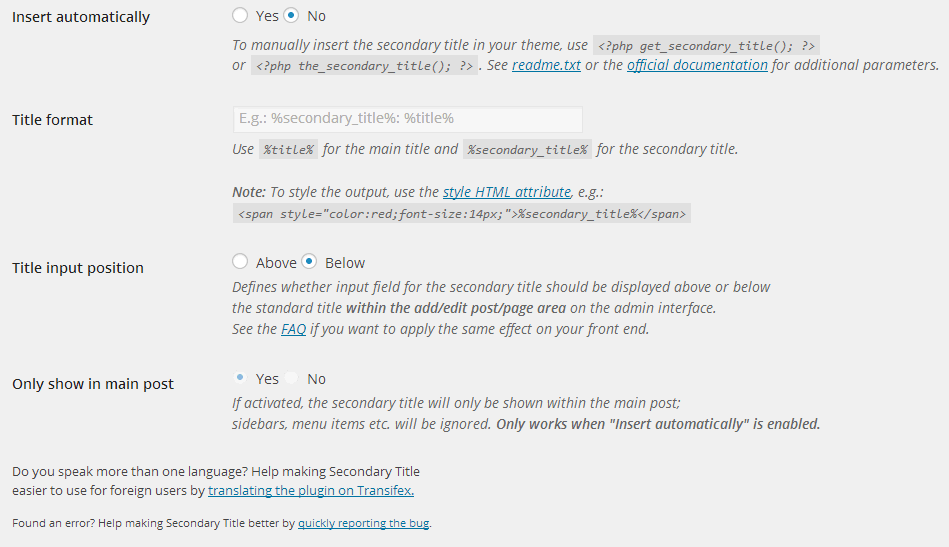 Insert automatically Yes No
To manually insert the secondary title in your theme, use <?php get_secondary_title(); ?>
or <?php the_secondary_title(); ?>. See readme.txt or the official documentation for additional parameters.
Title format E.g.: %secondary_title%: %title%
Use %title% for the main title and %secondary_title% for the secondary title.
Note: To style the output, use the style HTML attribute, e.g.:
<span style="color:red;font-size:14px;">%secondary_title%</span>
Title input position Above Below
Defines whether input field for the secondary title should be displayed above or below
the standard title within the add/edit post/page area on the admin interface.
See the FAQ if you want to apply the same effect on your front end.
Only show in main post Yes No
If activated, the secondary title will only be shown within the main post;
sidebars, menu items etc. will be ignored. Only works when "Insert automatically" is enabled.
Do you speak more than one language? Help making Secondary Title
easier to use for foreign users by translating the plugin on Transifex.
Found an error? Help making Secondary Title better by quickly reporting the bug.